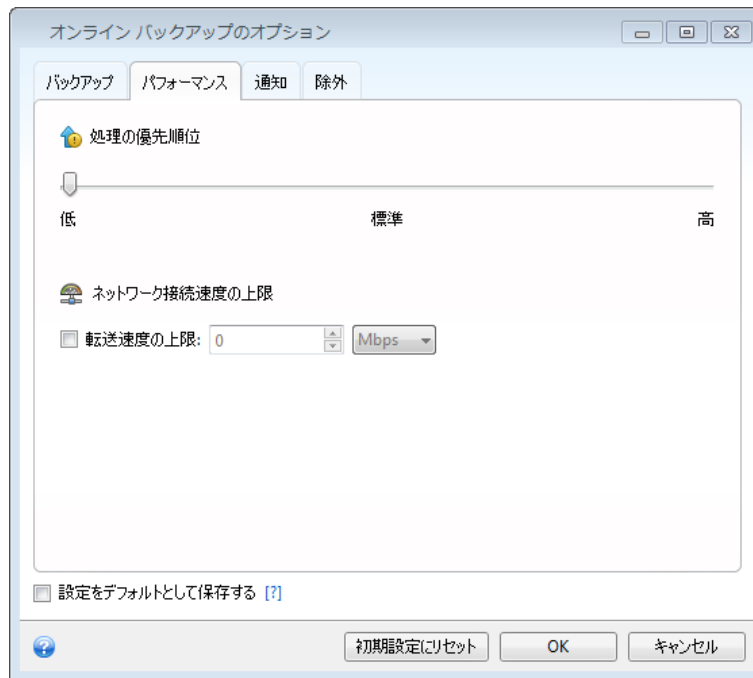 オンライン バックアップのオプション
バックアップ パフォーマンス 通知 除外
処理の優先順位
低 標準 高
ネットワーク接続速度の上限
転送速度の上限: 0 Mbps
設定をデフォルトとして保存する [?]
初期設定にリセット OK キャンセル